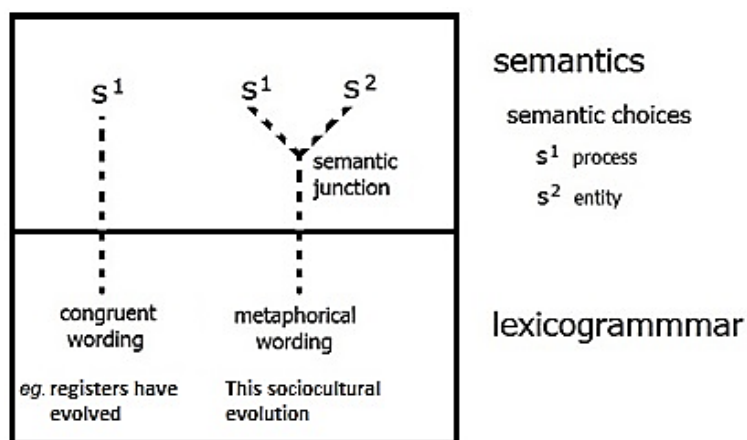 semantics
s¹
s¹ s²
semantic choices
s¹ process
semantic
junction
s² entity
congruent
wording
metaphorical
wording
lexicogrammmar
eg. registers have
evolved
This sociocultural
evolution